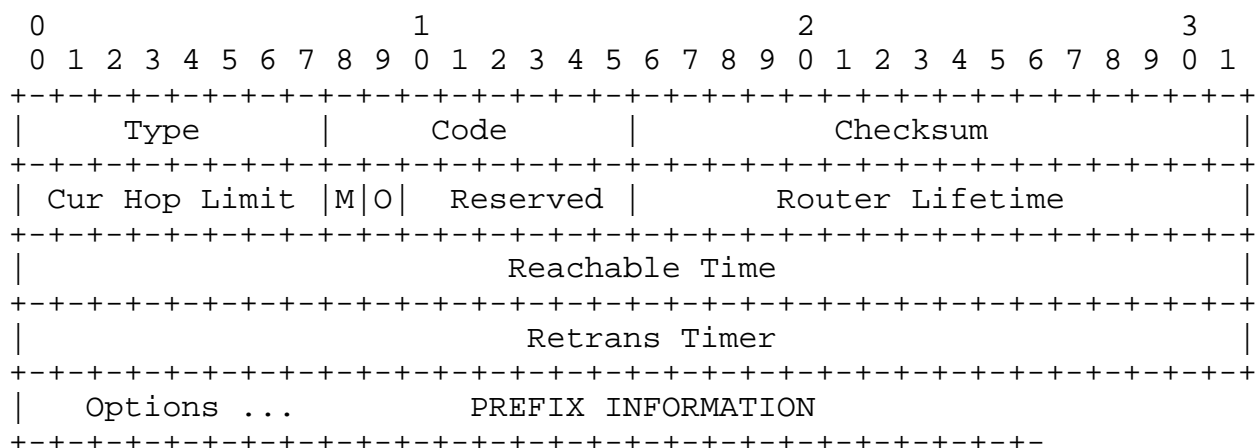 0                   1                   2                   3
 0 1 2 3 4 5 6 7 8 9 0 1 2 3 4 5 6 7 8 9 0 1 2 3 4 5 6 7 8 9 0 1
+-+-+-+-+-+-+-+-+-+-+-+-+-+-+-+-+-+-+-+-+-+-+-+-+-+-+-+-+-+-+-+-+
|     Type      |     Code      |          Checksum             |
+-+-+-+-+-+-+-+-+-+-+-+-+-+-+-+-+-+-+-+-+-+-+-+-+-+-+-+-+-+-+-+-+
| Cur Hop Limit |M|O|  Reserved |       Router Lifetime         |
+-+-+-+-+-+-+-+-+-+-+-+-+-+-+-+-+-+-+-+-+-+-+-+-+-+-+-+-+-+-+-+-+
|                         Reachable Time                        |
+-+-+-+-+-+-+-+-+-+-+-+-+-+-+-+-+-+-+-+-+-+-+-+-+-+-+-+-+-+-+-+-+
|                          Retrans Timer                        |
+-+-+-+-+-+-+-+-+-+-+-+-+-+-+-+-+-+-+-+-+-+-+-+-+-+-+-+-+-+-+-+-+
|   Options ...         PREFIX INFORMATION
+-+-+-+-+-+-+-+-+-+-+-+-+-+-+-+-+-+-+-+-+-+-+-+-+-+-+-